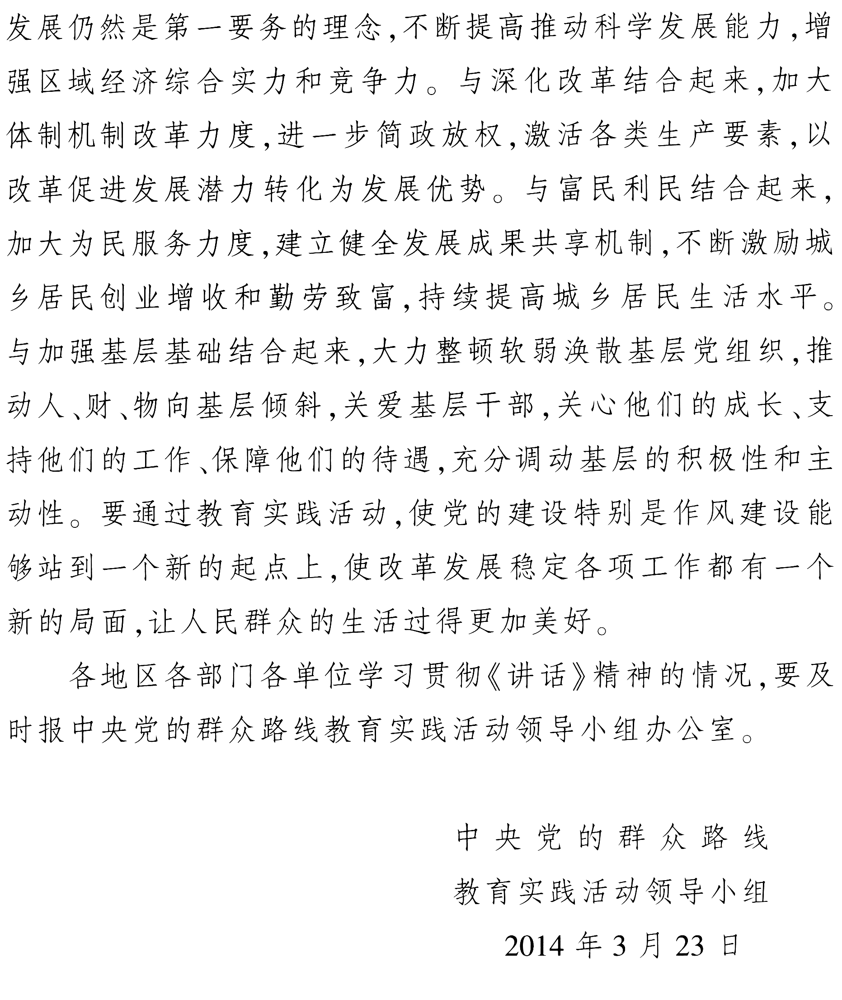 发展仍然是第一要务的理念,不断提高推动科学发展能力,增
强区域经济综合实力和竞争力。与深化改革结合起来,加大
体制机制改革力度,进一步简政放权,激活各类生产要素,以
改革促进发展潜力转化为发展优势。与富民利民结合起来,
加大为民服务力度,建立健全发展成果共享机制,不断激励城
乡居民创业增收和勤劳致富,持续提高城乡居民生活水平。
与加强基层基础结合起来,大力整顿软弱涣散基层党组织,推
动人、财、物向基层倾斜,关爱基层干部,关心他们的成长、支
持他们的工作、保障他们的待遇,充分调动基层的积极性和主
动性。要通过教育实践活动,使党的建设特别是作风建设能
够站到一个新的起点上,使改革发展稳定各项工作都有一个
新的局面,让人民群众的生活过得更加美好。
各地区各部门各单位学习贯彻《讲话》精神的情况,要及
时报中央党的群众路线教育实践活动领导小组办公室。
中央党的群众路线
教育实践活动领导小组
2014 年 3 月 23 日